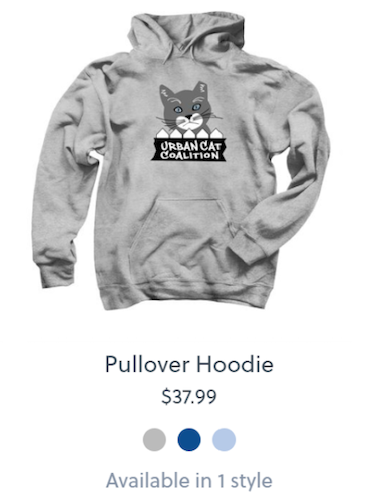 URBAN CAT
COALITION
Pullover Hoodie
$37.99
Available in 1 style